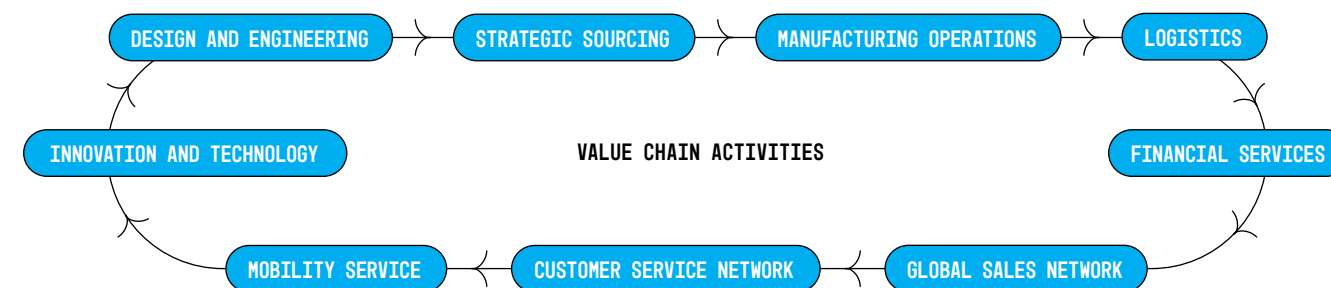 DESIGN AND ENGINEERING
STRATEGIC SOURCING
MANUFACTURING OPERATIONS
LOGISTICS
INNOVATION AND TECHNOLOGY
VALUE CHAIN ACTIVITIES
FINANCIAL SERVICES
MOBILITY SERVICE
CUSTOMER SERVICE NETWORK
GLOBAL SALES NETWORK